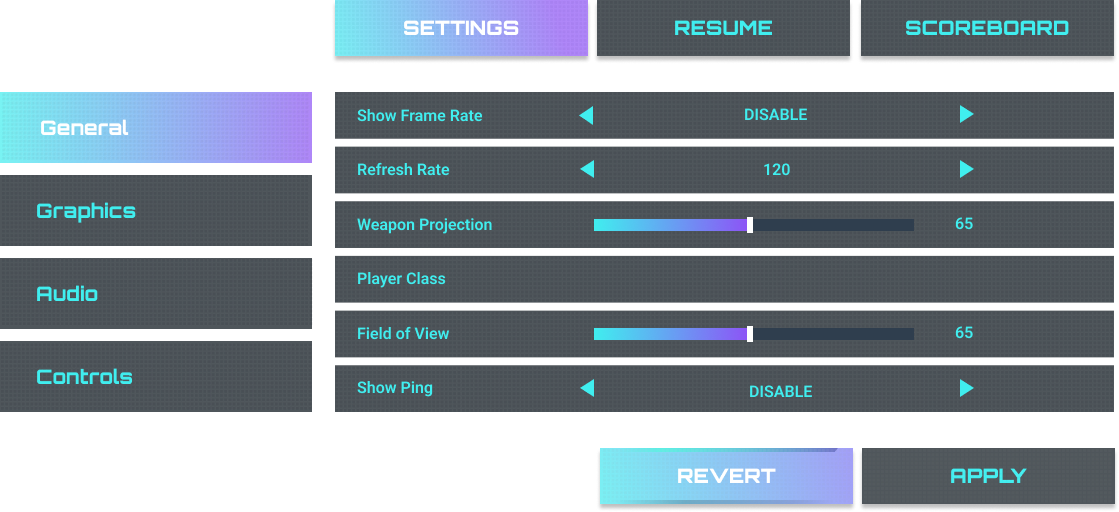 SETTINGS
RESUME
SCOREBOARD
General
Graphics
Audio
Controls
Show Frame Rate
DISABLE
Refresh Rate
120
Weapon Projection
65
Player Class
Field of View
65
Show Ping
DISABLE
REVERT
APPLY